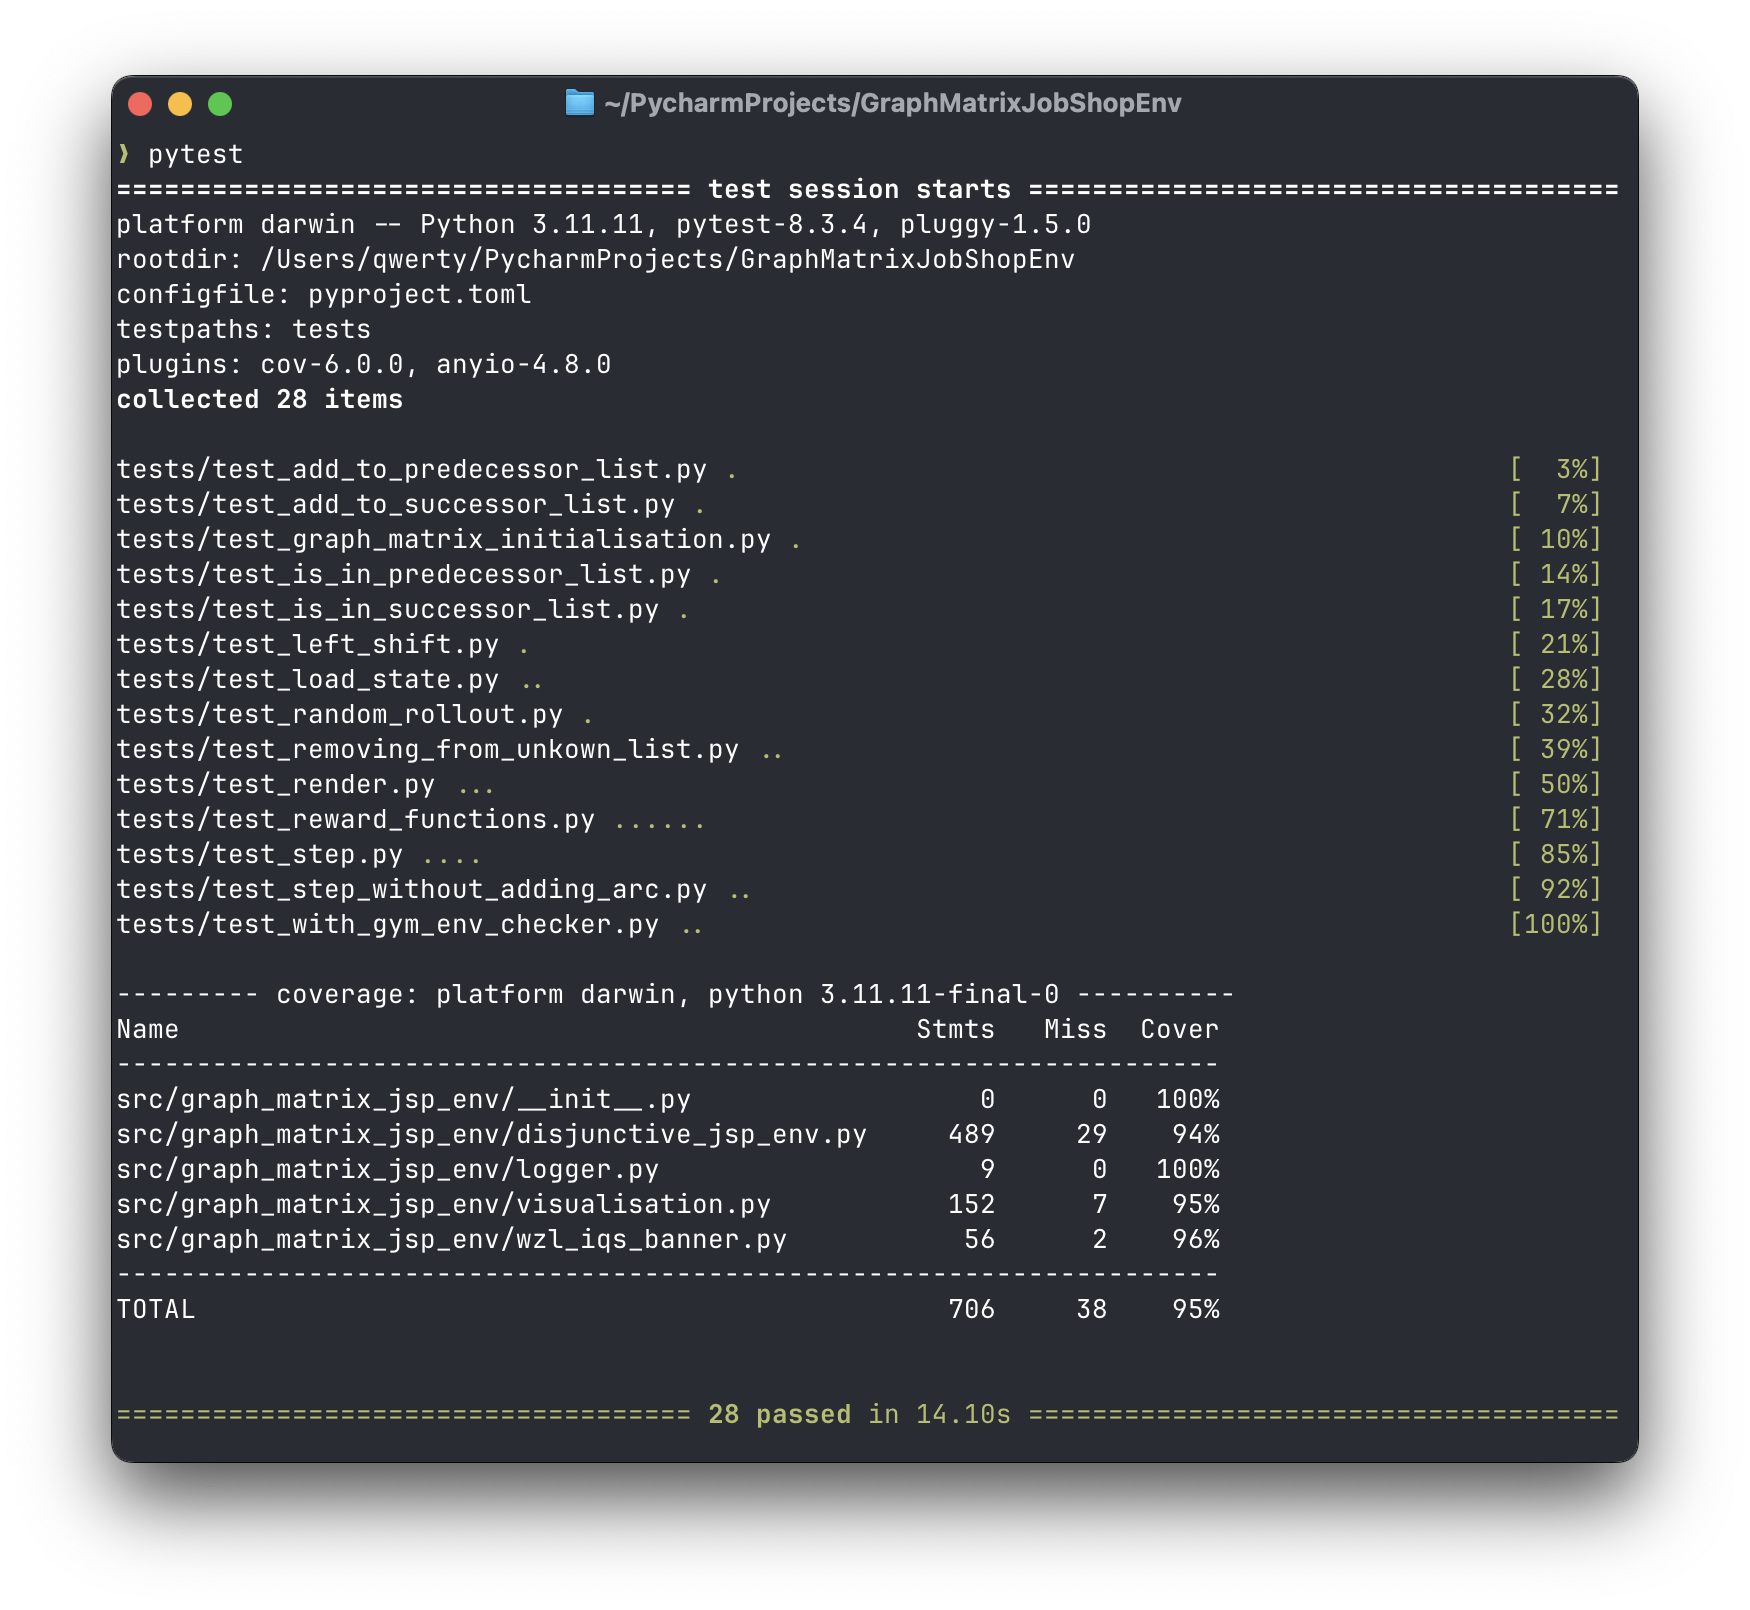 ~/PycharmProjects/GraphMatrixJobShopEnv
❯ pytest
==================================== test session starts =====================================
platform darwin -- Python 3.11.11, pytest-8.3.4, pluggy-1.5.0
rootdir: /Users/qwerty/PycharmProjects/GraphMatrixJobShopEnv
configfile: pyproject.toml
testpaths: tests
plugins: cov-6.0.0, anyio-4.8.0
collected 28 items

tests/test_add_to_predecessor_list.py . [  3%]
tests/test_add_to_successor_list.py . [  7%]
tests/test_graph_matrix_initialisation.py . [ 10%]
tests/test_is_in_predecessor_list.py . [ 14%]
tests/test_is_in_successor_list.py . [ 17%]
tests/test_left_shift.py . [ 21%]
tests/test_load_state.py .. [ 28%]
tests/test_random_rollout.py . [ 32%]
tests/test_removing_from_unkown_list.py .. [ 39%]
tests/test_render.py ... [ 50%]
tests/test_reward_functions.py ...... [ 71%]
tests/test_step.py .... [ 85%]
tests/test_step_without_adding_arc.py .. [ 92%]
tests/test_with_gym_env_checker.py .. [100%]

--------- coverage: platform darwin, python 3.11.11-final-0 ----------
Name                                              Stmts   Miss  Cover
---------------------------------------------------------------------
src/graph_matrix_jsp_env/__init__.py                  0      0   100%
src/graph_matrix_jsp_env/disjunctive_jsp_env.py     489     29    94%
src/graph_matrix_jsp_env/logger.py                    9      0   100%
src/graph_matrix_jsp_env/visualisation.py           152      7    95%
src/graph_matrix_jsp_env/wzl_iqs_banner.py           56      2    96%
---------------------------------------------------------------------
TOTAL                                               706     38    95%

==================================== 28 passed in 14.10s =====================================